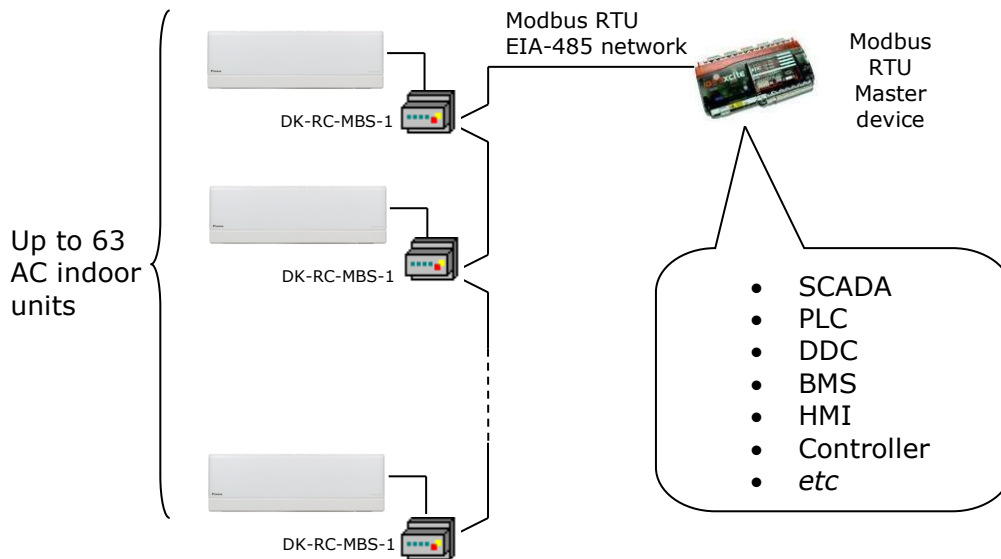 Modbus RTU
EIA-485 network
Modbus
RTU
Master
device
DK-RC-MBS-1
DK-RC-MBS-1
Up to 63
AC indoor
units
DK-RC-MBS-1
• SCADA
• PLC
• DDC
• BMS
• HMI
• Controller
• etc